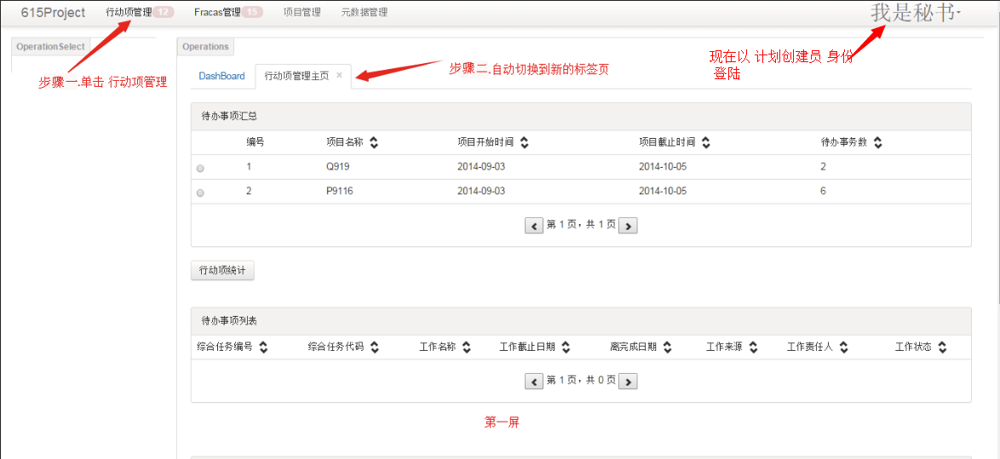 615Project 行动项管理 12 Fracas管理 15 项目管理 元数据管理 我是秘书
OperationSelect
Operations
现在以 计划创建员 身份
登陆
步骤一.单击 行动项管理
DashBoard 行动项管理主页 ×
步骤二.自动切换到新的标签页
待办事项汇总
编号 项目名称 项目开始时间 项目截止时间 待办事务数
1 Q919 2014-09-03 2014-10-05 2
2 P9116 2014-09-03 2014-10-05 6
第 1 页，共 1 页
行动项统计
待办事项列表
综合任务编号 综合任务代码 工作名称 工作截止日期 离完成日期 工作来源 工作责任人 工作状态
第 1 页，共 0 页
第一屏